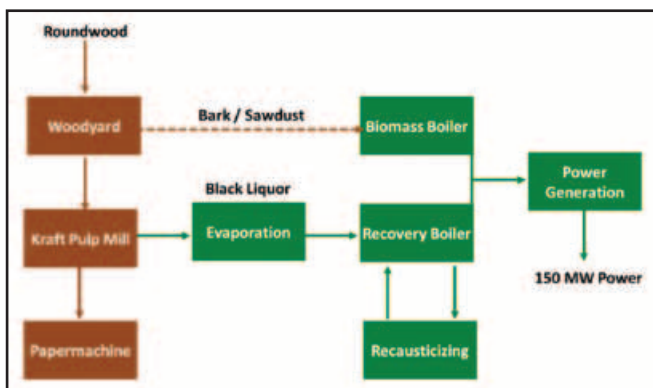 Roundwood
Woodyard
Bark / Sawdust
Biomass Boiler
Power
Generation
Black Liquor
Kraft Pulp Mill
Evaporation
Recovery Boiler
150 MW Power
Papermachine
Recausticizing